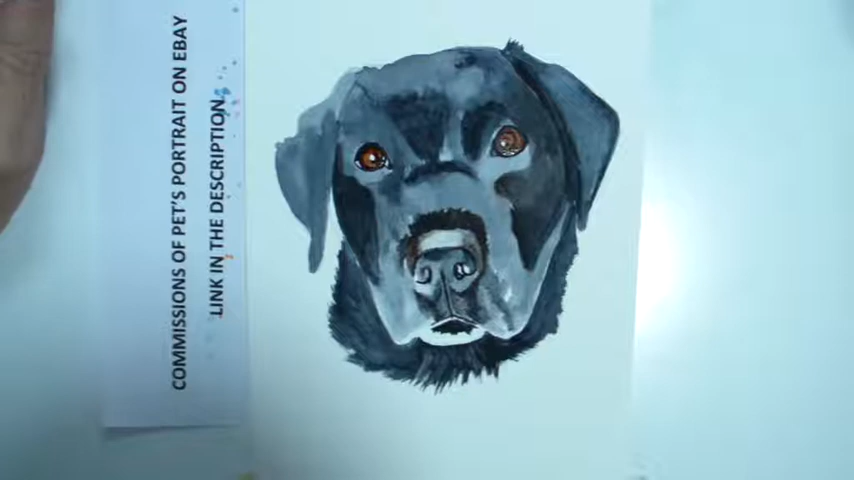 COMMISSIONS OF PET'S PORTRAIT ON EBAY
LINK IN THE DESCRIPTION